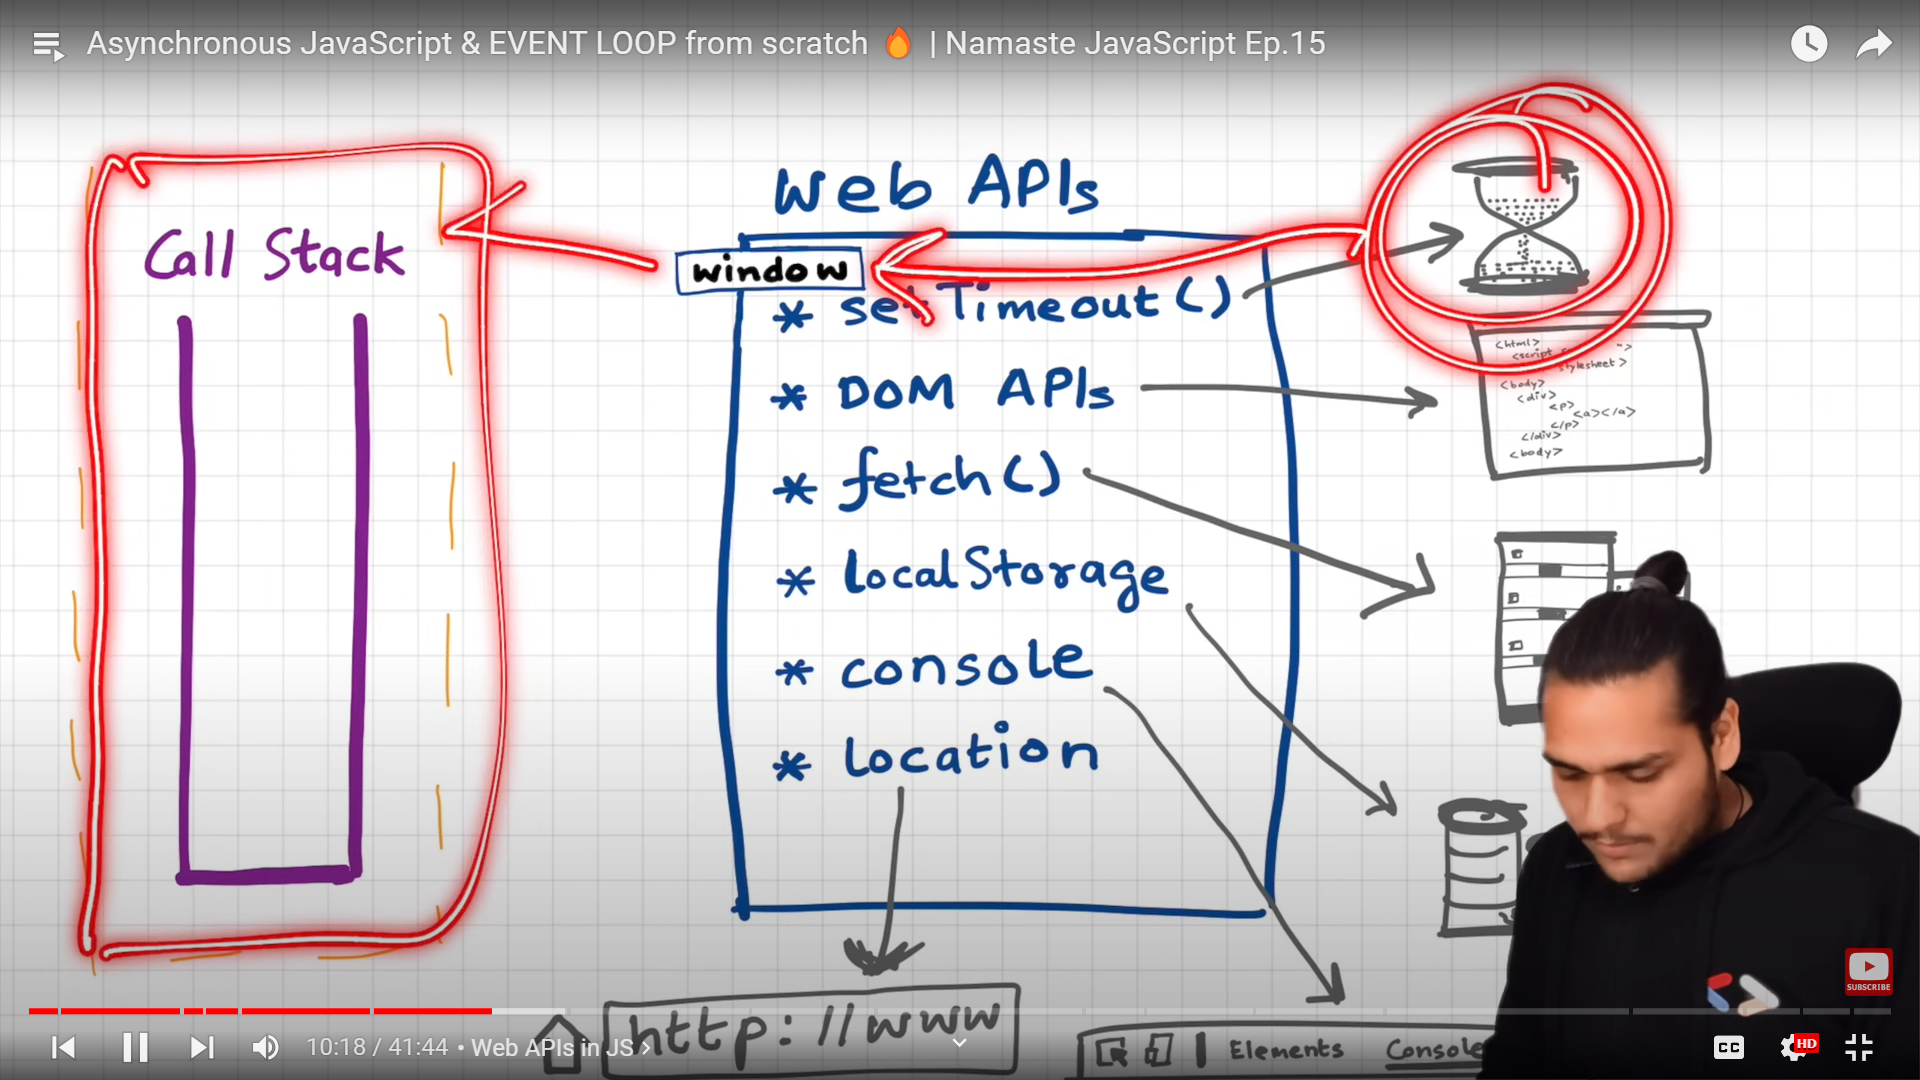 Asynchronous JavaScript & EVENT LOOP from scratch 🔥 | Namaste JavaScript Ep.15
Call Stack
Web APIs
window
* setTimeout()
* DOM APIs
* fetch()
* localStorage
* console
* location
<html>
<script
">
stylesheet>
<body>
<div>
<p>
<a></a>
</p>
</div>
<body>
http://www
Elements Console
SUBSCRIBE
10:18 / 41:44 • Web APIs in JS >
CC
HD